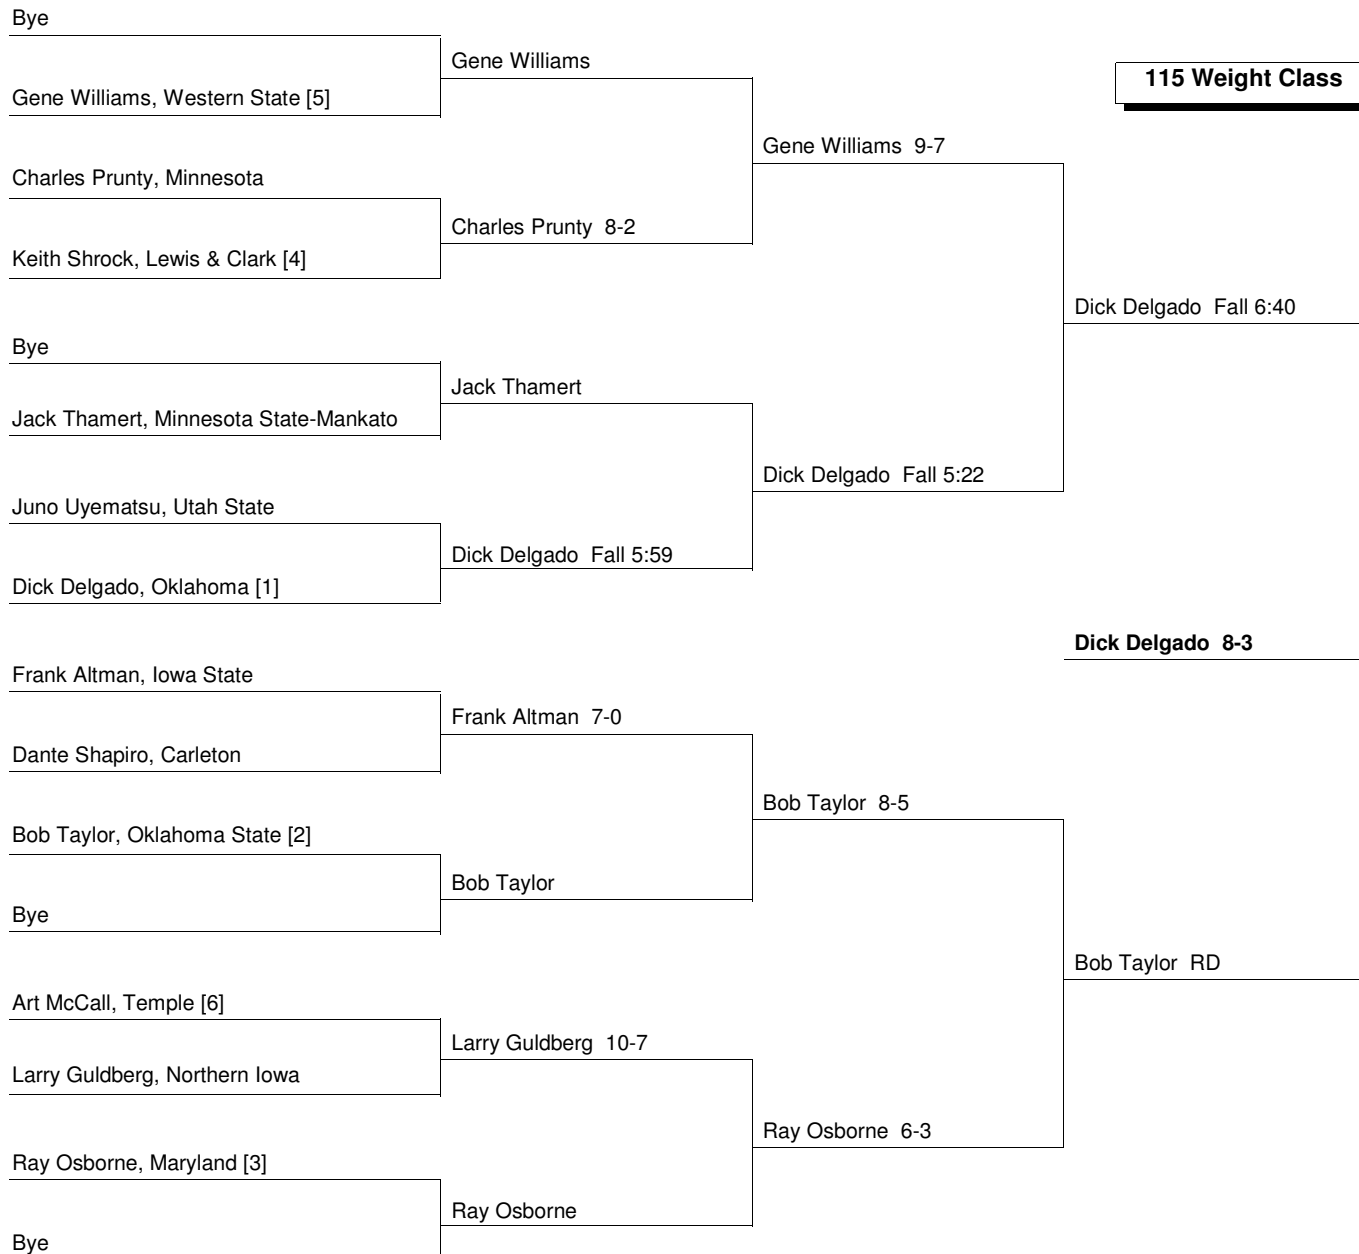 Bye
Gene Williams
115 Weight Class
Gene Williams, Western State [5]
Gene Williams  9-7
Charles Prunty, Minnesota
Charles Prunty  8-2
Keith Shrock, Lewis & Clark [4]
Dick Delgado  Fall 6:40
Bye
Jack Thamert
Jack Thamert, Minnesota State-Mankato
Dick Delgado  Fall 5:22
Juno Uyematsu, Utah State
Dick Delgado  Fall 5:59
Dick Delgado, Oklahoma [1]
Dick Delgado  8-3
Frank Altman, Iowa State
Frank Altman  7-0
Dante Shapiro, Carleton
Bob Taylor  8-5
Bob Taylor, Oklahoma State [2]
Bob Taylor
Bye
Bob Taylor  RD
Art McCall, Temple [6]
Larry Guldberg  10-7
Larry Guldberg, Northern Iowa
Ray Osborne  6-3
Ray Osborne, Maryland [3]
Ray Osborne
Bye